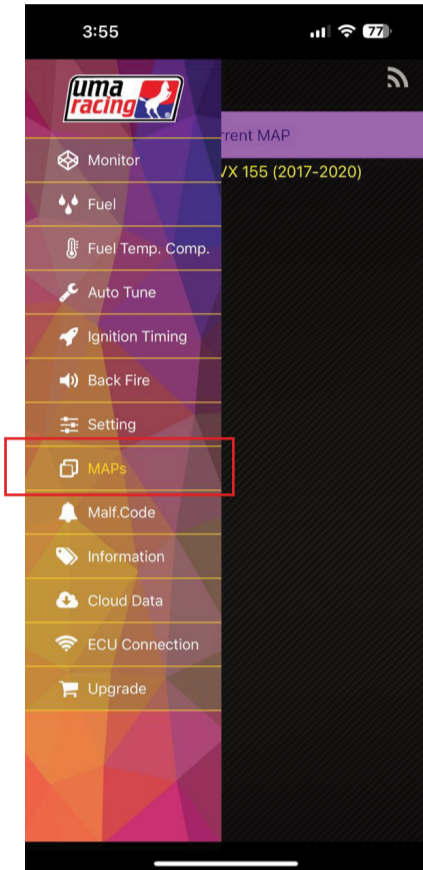 3:55
77
uma
racing
rrent MAP
Monitor
VX 155 (2017-2020)
Fuel
Fuel Temp. Comp.
Auto Tune
Ignition Timing
Back Fire
Setting
MAPs
Malf.Code
Information
Cloud Data
ECU Connection
Upgrade